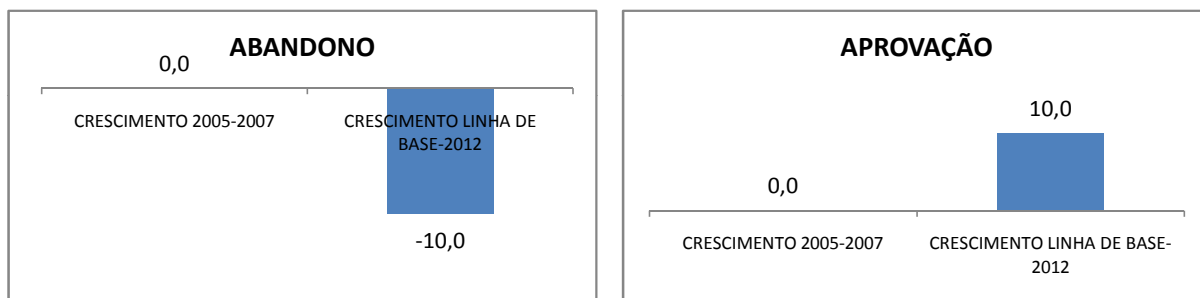 ABANDONO
0,0
CRESCIMENTO 2005-2007
CRESCIMENTO LINHA DE
BASE-2012
-10,0
APROVAÇÃO
10,0
0,0
CRESCIMENTO 2005-2007
CRESCIMENTO LINHA DE BASE-
2012